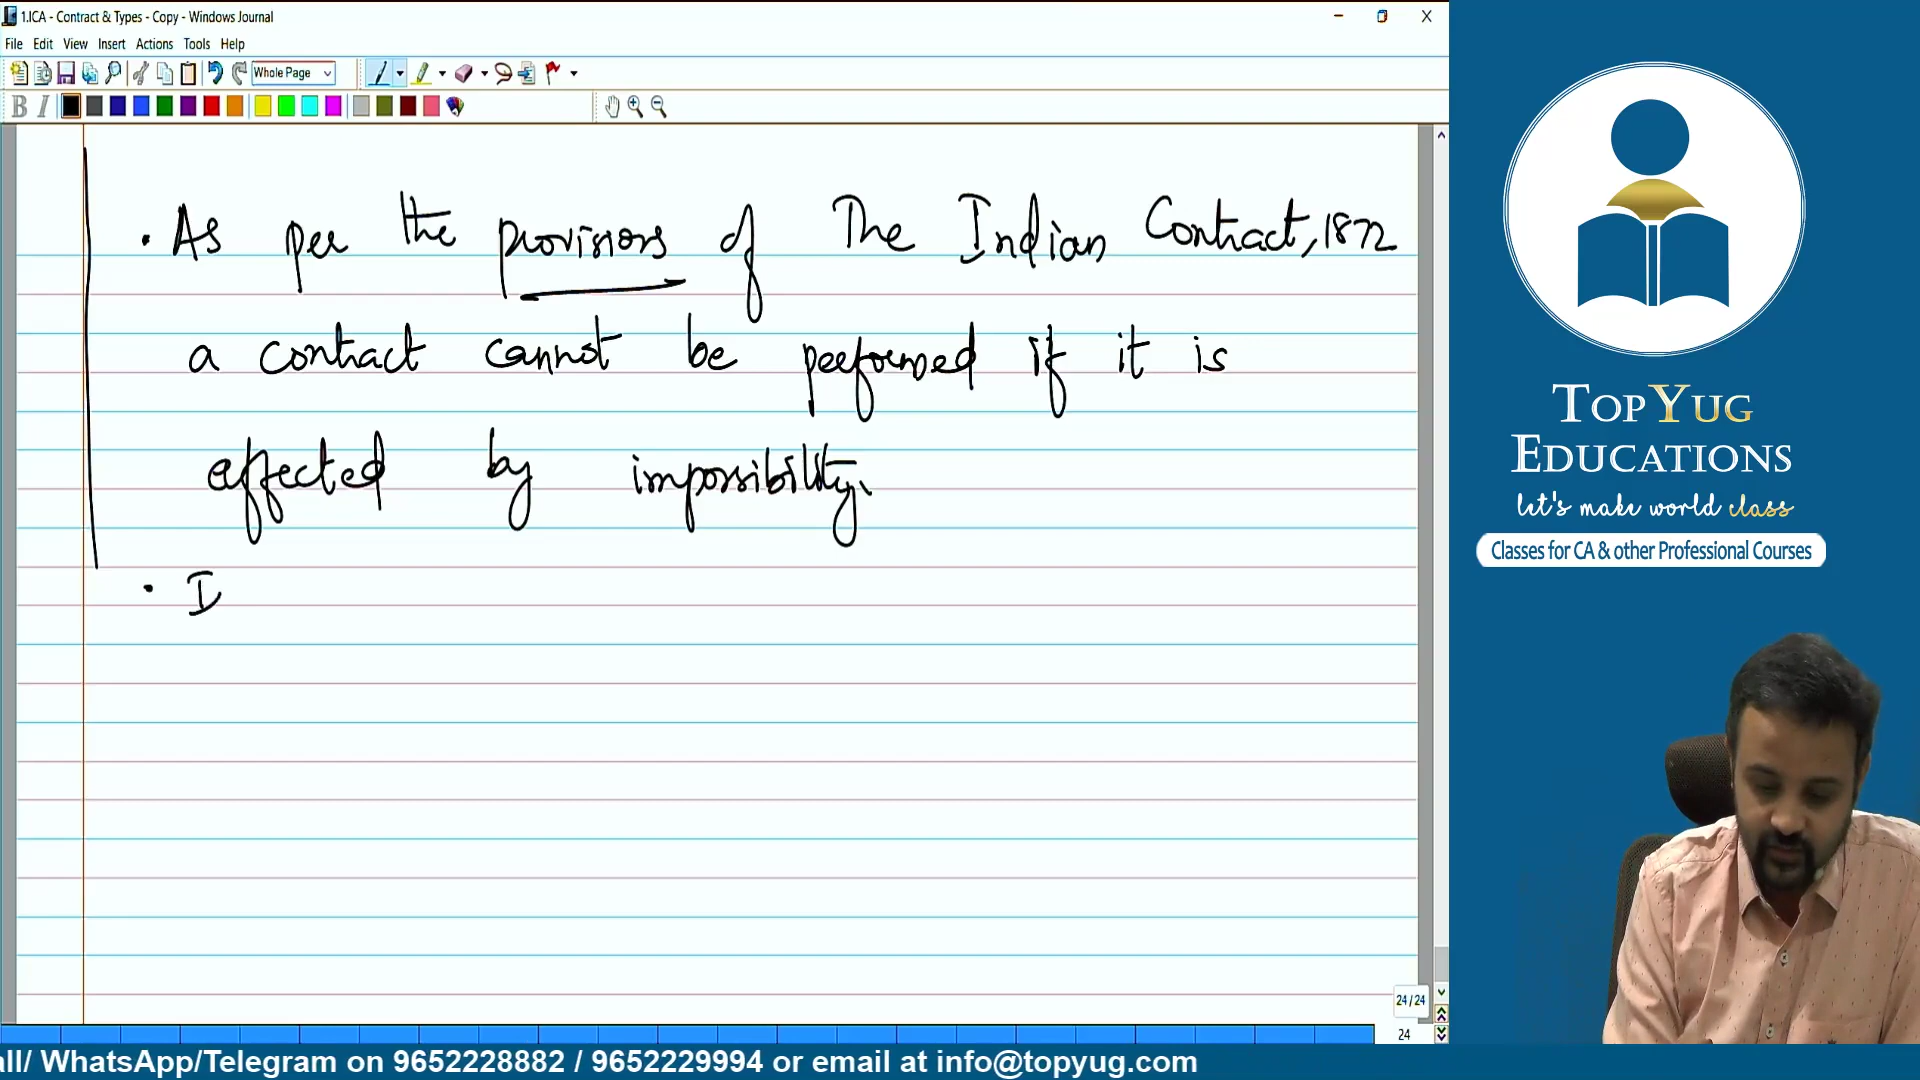 1.ICA - Contract & Types - Copy - Windows Journal
File Edit View Insert Actions Tools Help
Whole Page
B I
• As per the provisions of The Indian Contract, 1872
a contract cannot be performed if it is
effected by impossibility.
• I
24 / 24
24
TOPYUG
EDUCATIONS
let's make world class
Classes for CA & other Professional Courses
all/ WhatsApp/Telegram on 9652228882 / 9652229994 or email at info@topyug.com